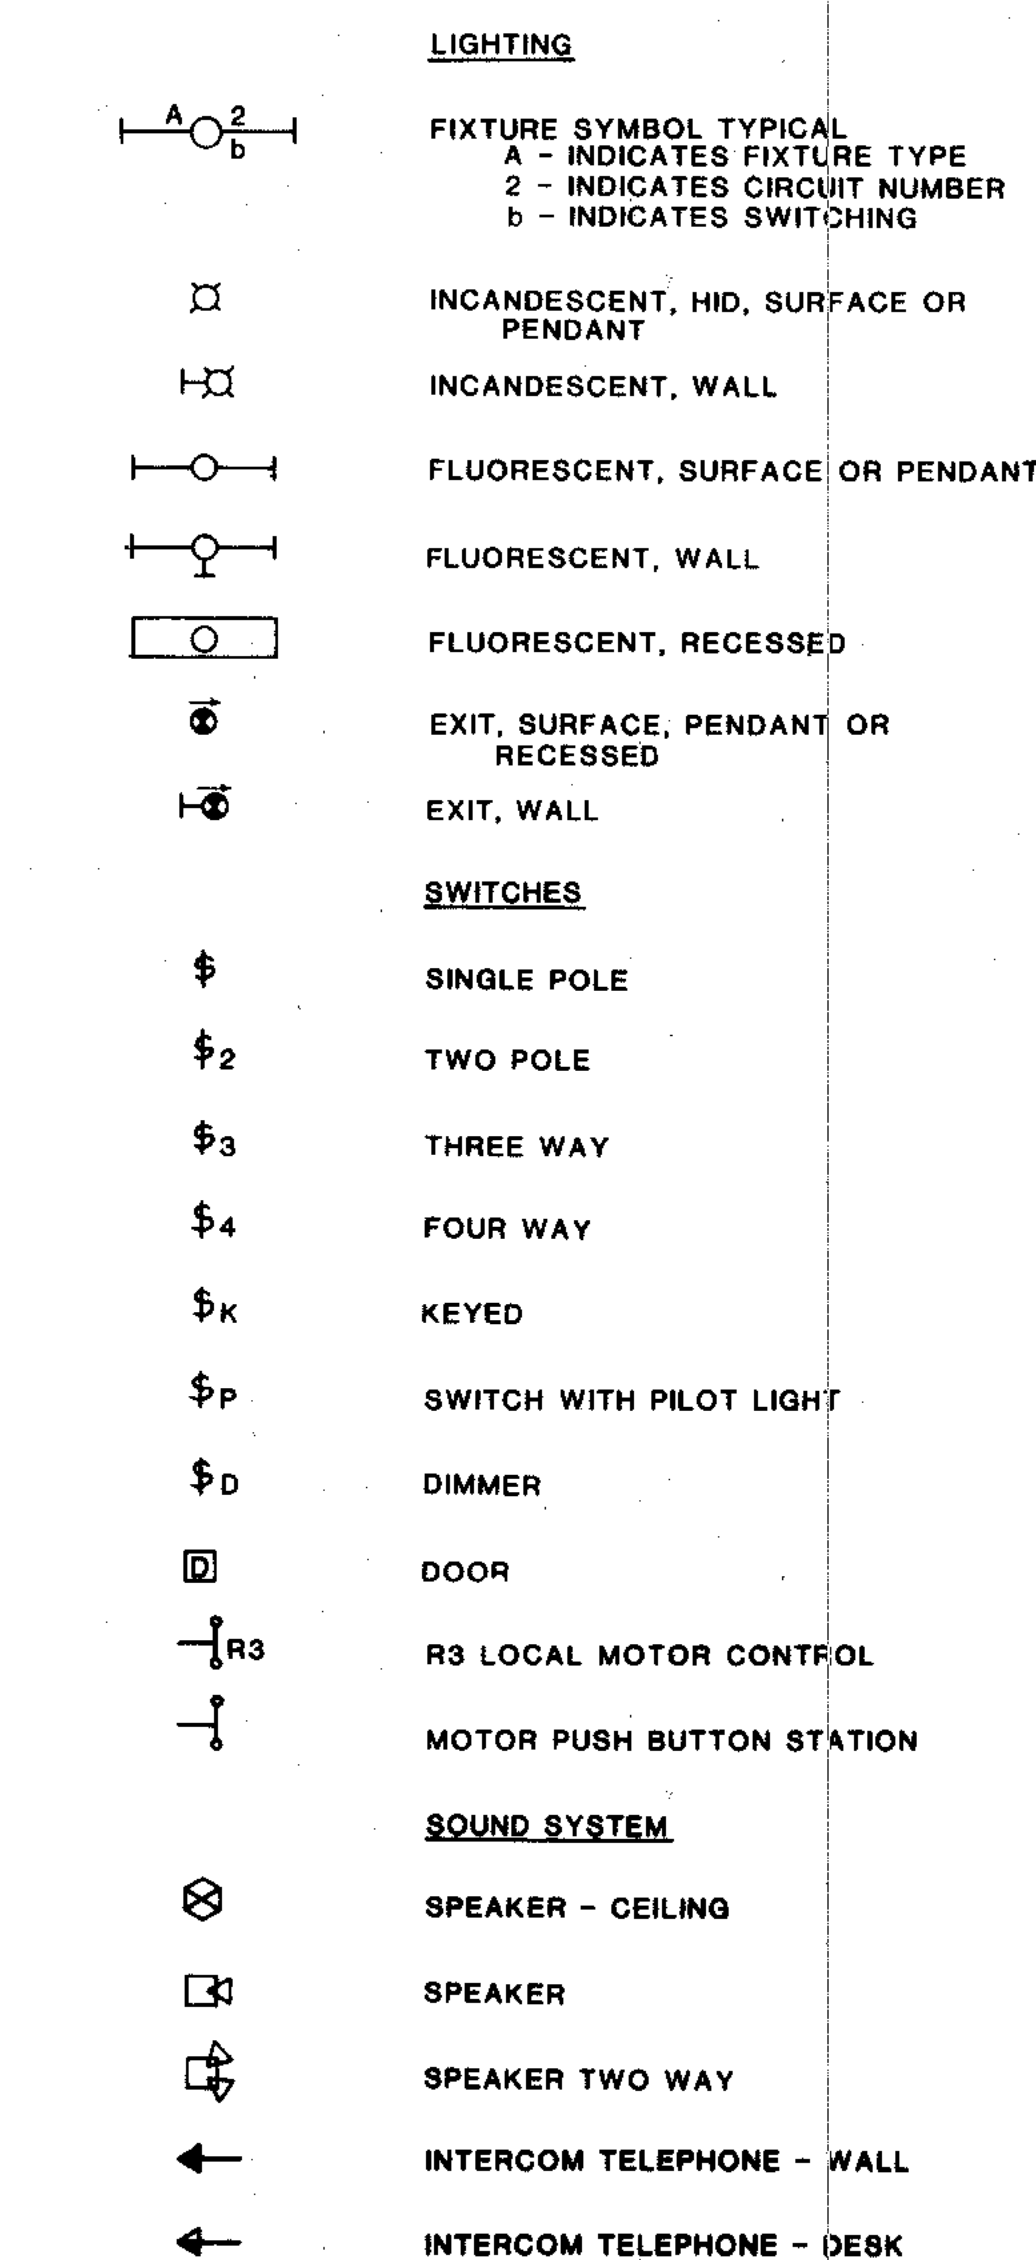 LIGHTING
A 2
b
FIXTURE SYMBOL TYPICAL
A - INDICATES FIXTURE TYPE
2 - INDICATES CIRCUIT NUMBER
b - INDICATES SWITCHING
INCANDESCENT, HID, SURFACE OR
PENDANT
INCANDESCENT, WALL
FLUORESCENT, SURFACE OR PENDANT
FLUORESCENT, WALL
FLUORESCENT, RECESSED
EXIT, SURFACE, PENDANT OR
RECESSED
EXIT, WALL
SWITCHES
$ SINGLE POLE
$2 TWO POLE
$3 THREE WAY
$4 FOUR WAY
$K KEYED
$P SWITCH WITH PILOT LIGHT
$D DIMMER
D DOOR
R3 R3 LOCAL MOTOR CONTROL
MOTOR PUSH BUTTON STATION
SOUND SYSTEM
SPEAKER - CEILING
SPEAKER
SPEAKER TWO WAY
INTERCOM TELEPHONE - WALL
INTERCOM TELEPHONE - DESK